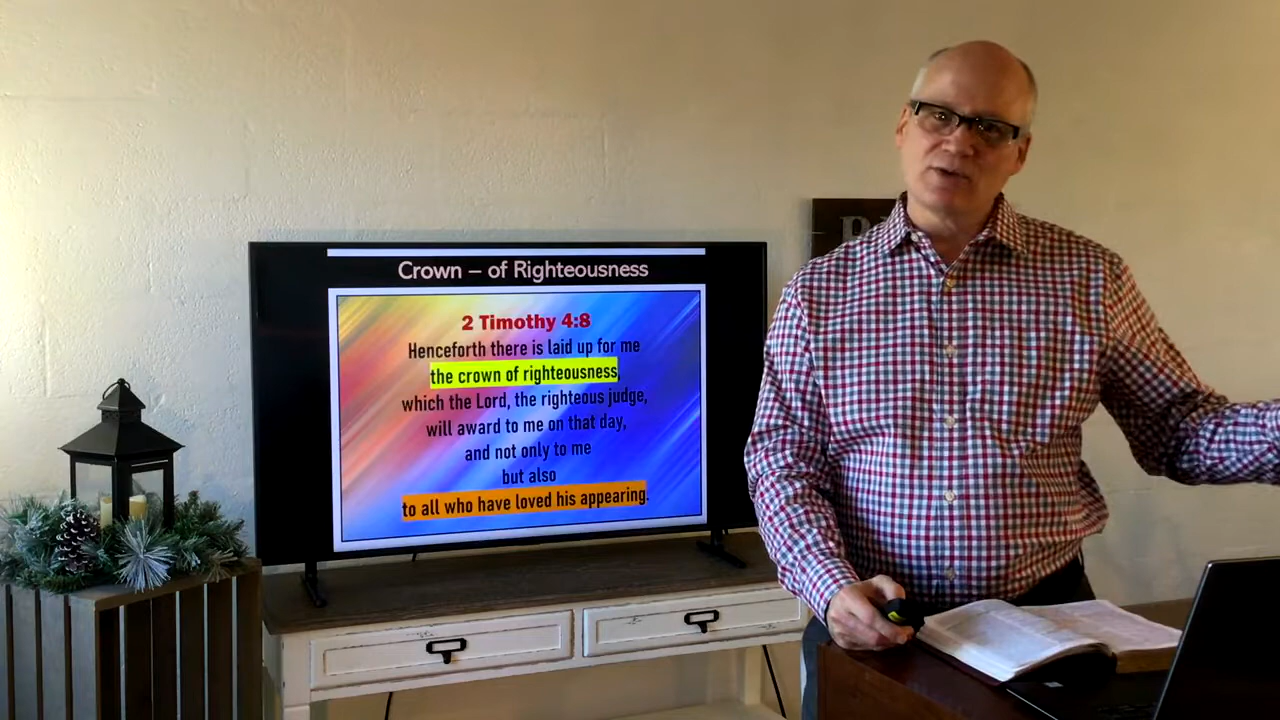 Crown – of Righteousness
2 Timothy 4:8
Henceforth there is laid up for me
the crown of righteousness,
which the Lord, the righteous judge,
will award to me on that day,
and not only to me
but also
to all who have loved his appearing.